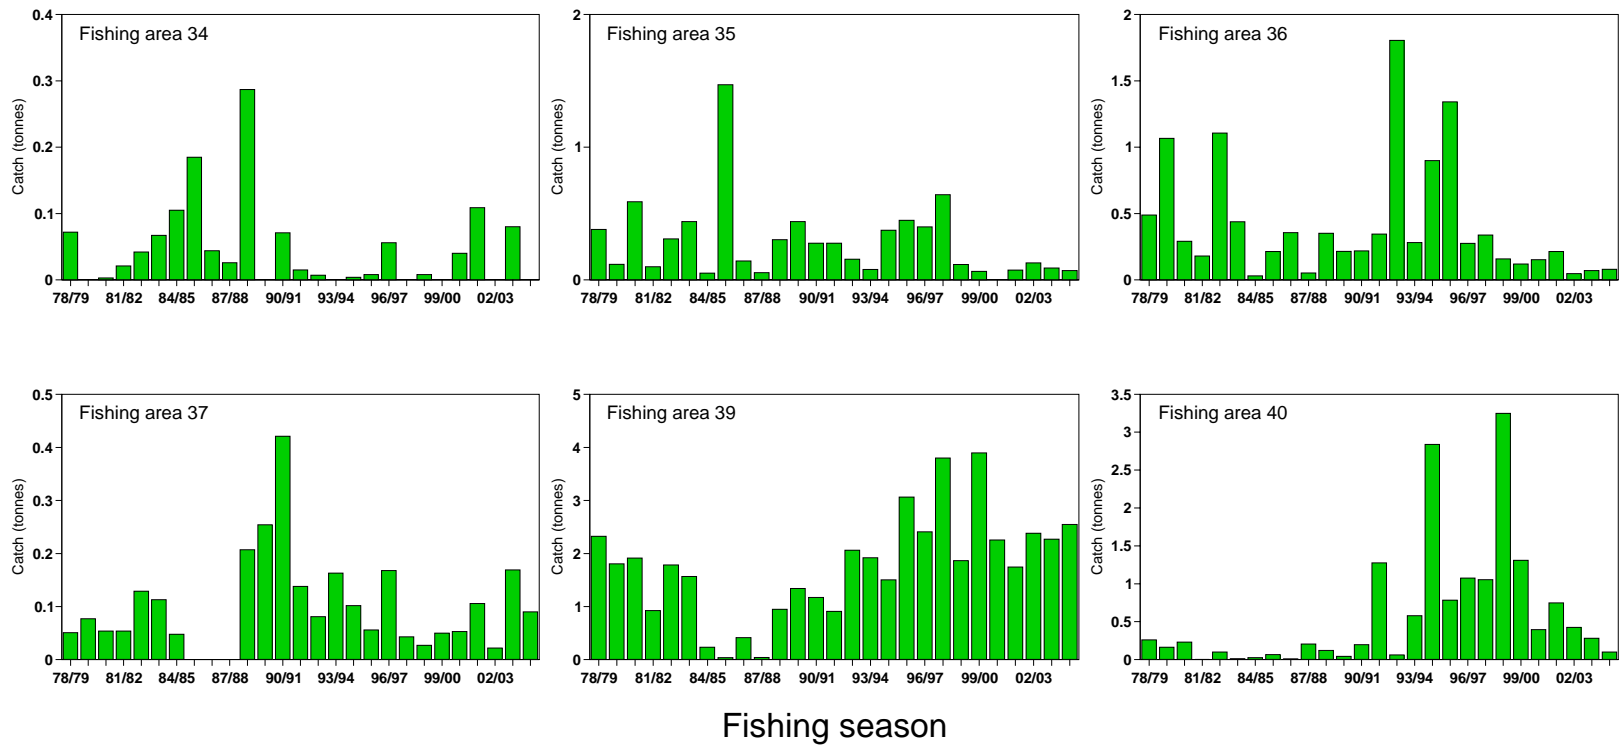 Fishing area 34
Catch (tonnes)
0.4
0.3
0.2
0.1
0
78/79 81/82 84/85 87/88 90/91 93/94 96/97 99/00 02/03
Fishing area 35
Catch (tonnes)
2
1
0
78/79 81/82 84/85 87/88 90/91 93/94 96/97 99/00 02/03
Fishing area 36
Catch (tonnes)
2
1.5
1
0.5
0
78/79 81/82 84/85 87/88 90/91 93/94 96/97 99/00 02/03
Fishing area 37
Catch (tonnes)
0.5
0.4
0.3
0.2
0.1
0
78/79 81/82 84/85 87/88 90/91 93/94 96/97 99/00 02/03
Fishing area 39
Catch (tonnes)
5
4
3
2
1
0
78/79 81/82 84/85 87/88 90/91 93/94 96/97 99/00 02/03
Fishing area 40
Catch (tonnes)
3.5
3
2.5
2
1.5
1
0.5
0
78/79 81/82 84/85 87/88 90/91 93/94 96/97 99/00 02/03
Fishing season